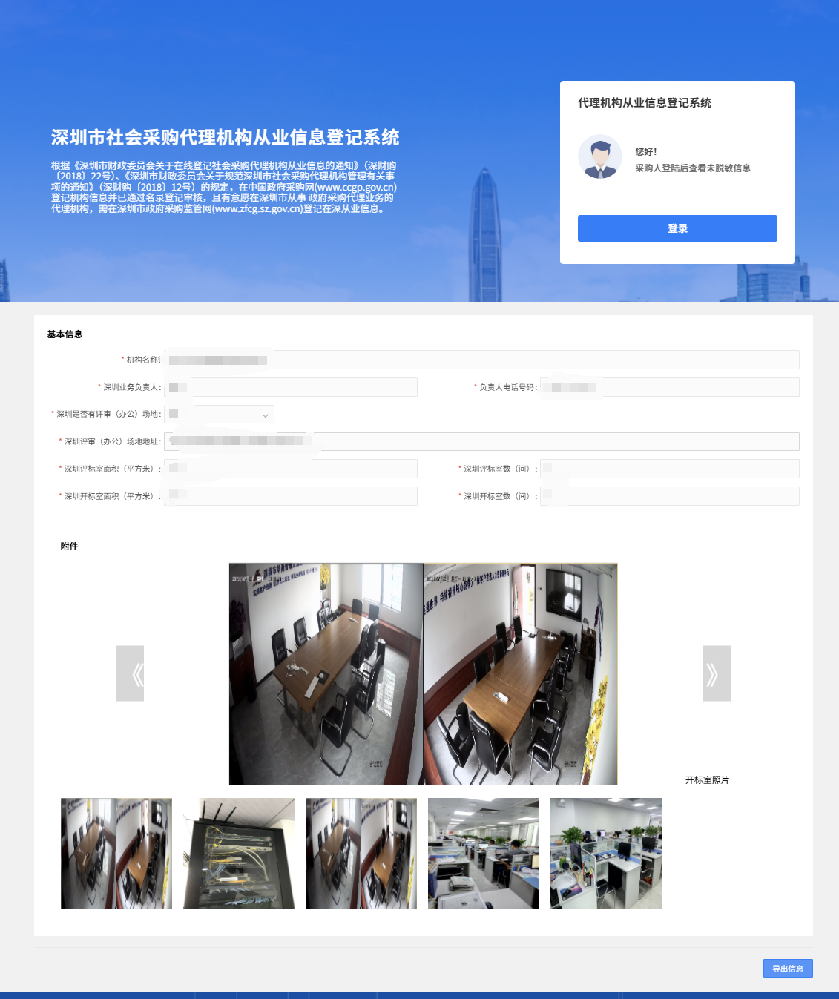 深圳市社会采购代理机构从业信息登记系统
根据《深圳市财政委员会关于在线登记社会采购代理机构从业信息的通知》（深财购
〔2018〕22号）、《深圳市财政委员会关于规范深圳市社会采购代理机构管理有关事
项的通知》（深财购〔2018〕12号）的规定，在中国政府采购网(www.ccgp.gov.cn)
登记机构信息并已通过名录登记审核，且有意愿在深圳市从事 政府采购代理业务的
代理机构，需在深圳市政府采购监管网(www.zfcg.sz.gov.cn)登记在深从业信息。
代理机构从业信息登记系统
您好！
采购人登陆后查看未脱敏信息
登录
基本信息
* 机构名称
* 深圳业务负责人：
* 负责人电话号码：
* 深圳是否有评审（办公）场地：
* 深圳评审（办公）场地地址：
* 深圳评标室面积（平方米）：
* 深圳评标室数（间）：
* 深圳开标室面积（平方米）
* 深圳开标室数（间）：
附件
《
》
开标室照片
导出信息